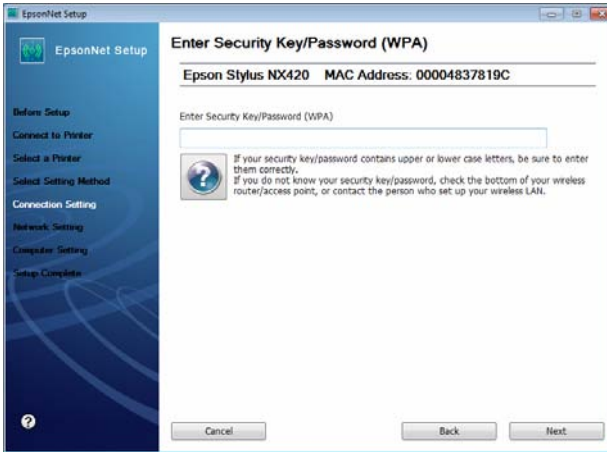 EpsonNet Setup
EpsonNet Setup
Before Setup
Connect to Printer
Select a Printer
Select Setting Method
Connection Setting
Network Setting
Computer Setting
Setup Complete
?
Enter Security Key/Password (WPA)
Epson Stylus NX420 MAC Address: 00004837819C
Enter Security Key/Password (WPA)
?
If your security key/password contains upper or lower case letters, be sure to enter
them correctly.
If you do not know your security key/password, check the bottom of your wireless
router/access point, or contact the person who set up your wireless LAN.
Cancel
Back
Next